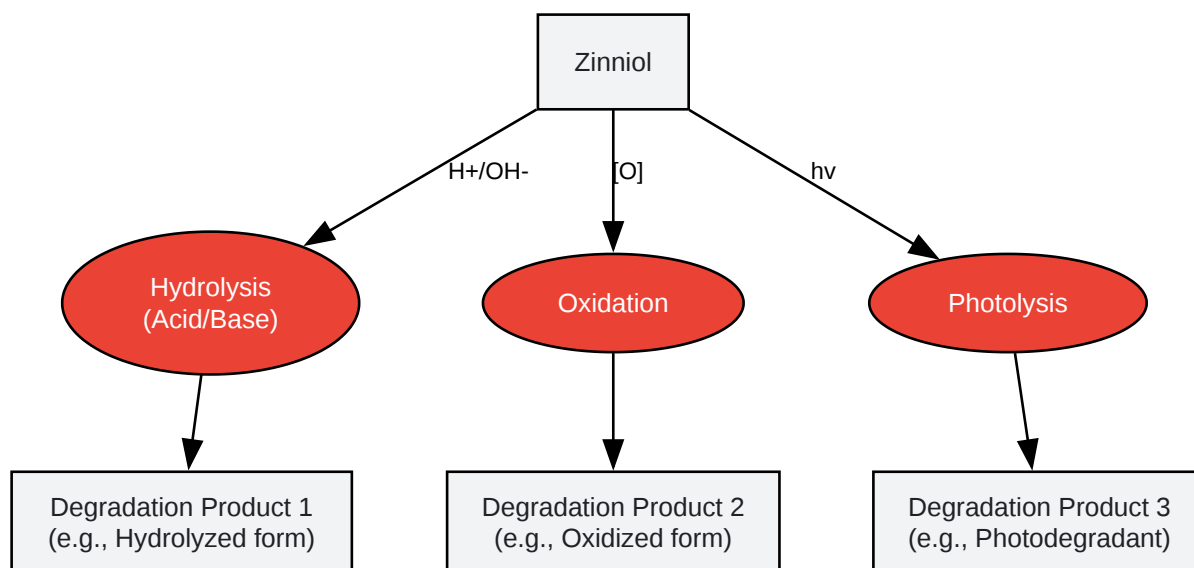 Zinniol
H+/OH-
[O]
hv
Hydrolysis
(Acid/Base)
Oxidation
Photolysis
Degradation Product 1
(e.g., Hydrolyzed form)
Degradation Product 2
(e.g., Oxidized form)
Degradation Product 3
(e.g., Photodegradant)